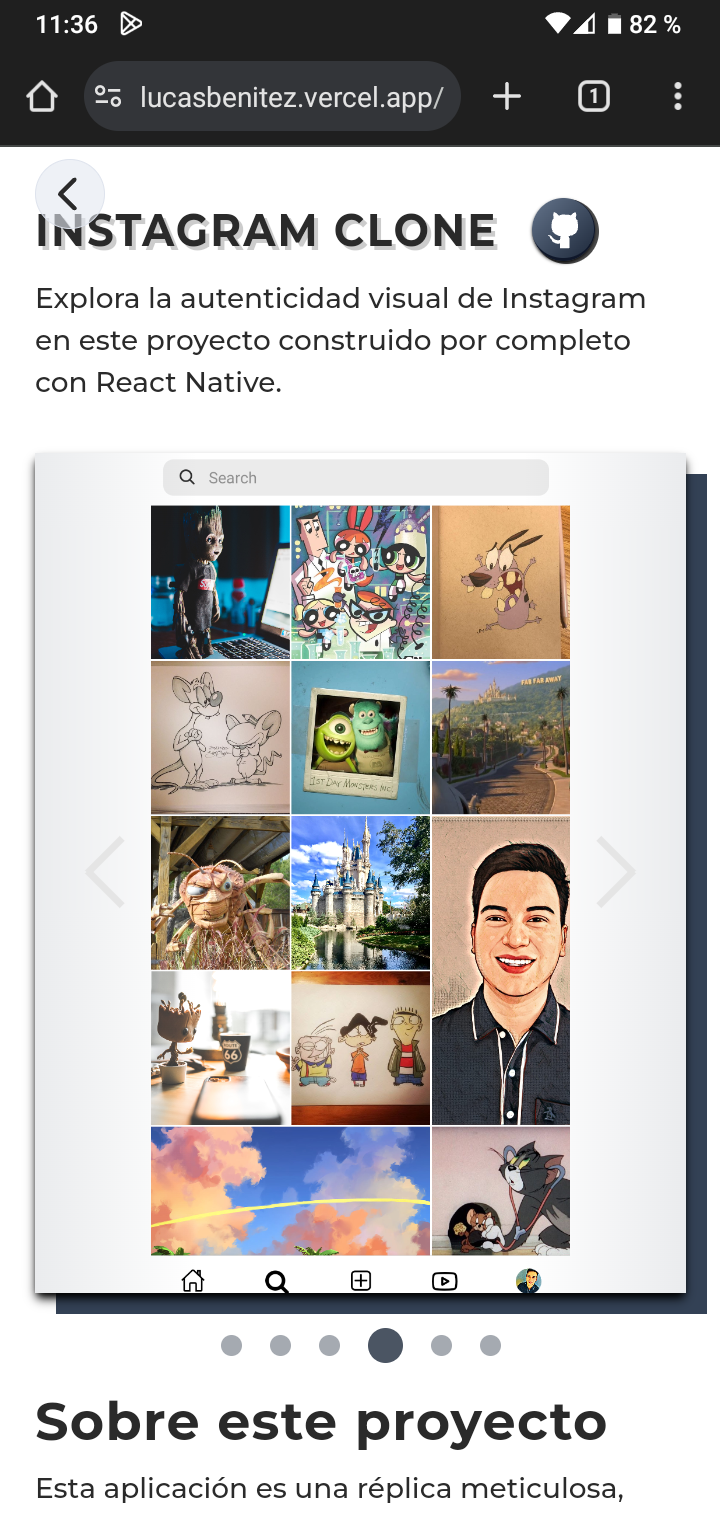 11:36
82 %
lucasbenitez.vercel.app/
1
INSTAGRAM CLONE
Explora la autenticidad visual de Instagram
en este proyecto construido por completo
con React Native.
Search
FAR FAR AWAY
1ST DAY MONSTERS INC.
ROUTE
66
Sobre este proyecto
Esta aplicación es una réplica meticulosa,